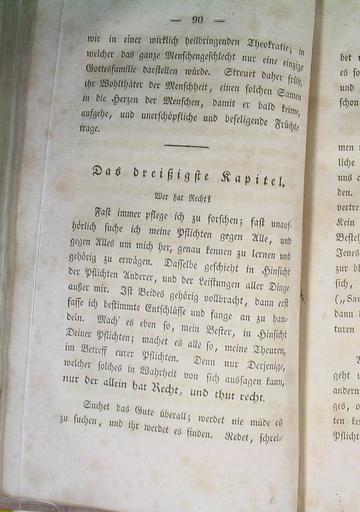 — 90 —
wir in einer wirklich heilbringenden Theokratie; in
welcher das ganze Menschengeschlecht nur eine einzige
Gottesfamilie darstellen würde. Streuet daher früh,
ihr Wohlthäter der Menschheit, einen solchen Samen
in die Herzen der Menschen, damit er bald keime,
aufgehe, und unerschöpfliche und beseligende Früchte
trage.
Das dreißigste Kapitel.
Wer hat Recht?
Fast immer pflege ich zu forschen; fast unauf-
hörlich suche ich meine Pflichten gegen Alle, und
gegen Alles um mich her, genau kennen zu lernen und
gehörig zu erwägen. Dasselbe geschieht in Hinsicht
der Pflichten Anderer, und der Leistungen aller Dinge
außer mir. Ist Beides gehörig vollbracht, dann erst
fasse ich bestimmte Entschlüsse und fange an zu han-
deln. Mach' es eben so, mein Bester, in Hinsicht
Deiner Pflichten; machet es alle so, meine Theuren,
im Betreff eurer Pflichten. Denn nur Derjenige,
welcher solches in Wahrheit von sich aussagen kann,
nur der allein hat Recht, und thut recht.
Suchet das Gute überall; werdet nie müde es
zu suchen, und ihr werdet es finden. Redet, schrei-